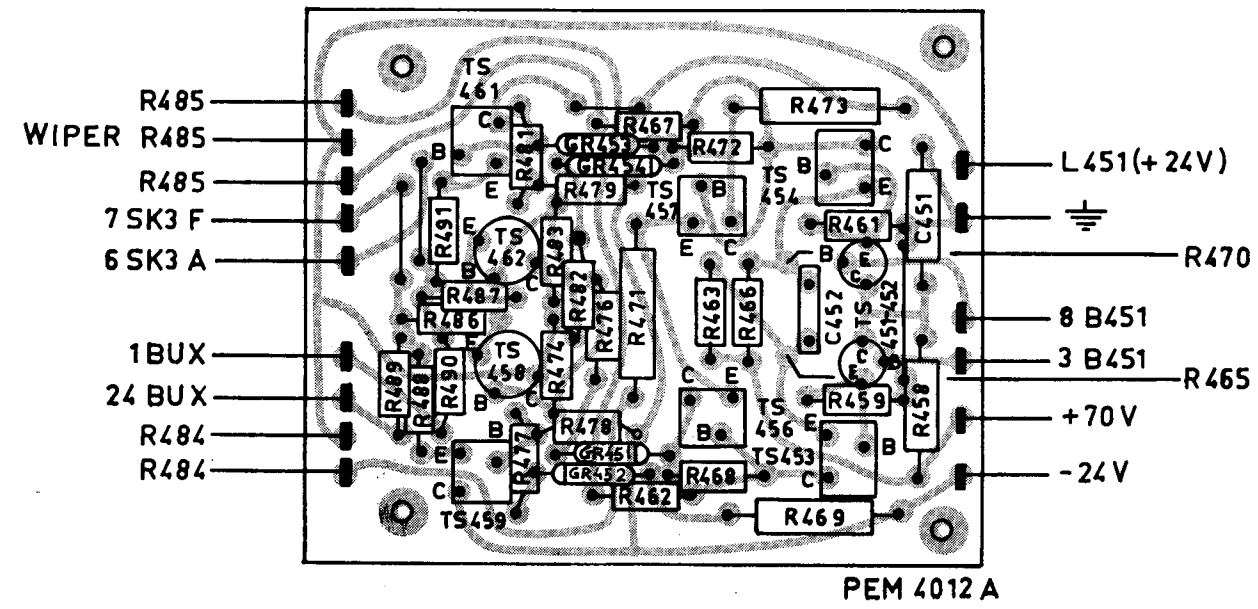 R485
WIPER R485
R485
7 SK3 F
6 SK3 A
1 BUX
24 BUX
R484
R484
TS
461
C
B
E
R481
R467
GR453
GR454
R472
R479
R473
TS
457
B
E
C
TS
454
C
B
E
R461
C451
R491
E
TS
462
B
C
R483
R482
R476
R471
R463
R466
C452
B
E
C
TS
451-452
R487
R486
E
TS
458
B
C
R474
R489
R488
R490
C
E
B
TS
456
E
C
R459
R458
B
E
C
TS459
R477
R478
GR451
GR452
R462
R468
TS453
E
B
C
R469
L451(+24V)
R470
8 B451
3 B451
R465
+70V
-24V
PEM 4012 A